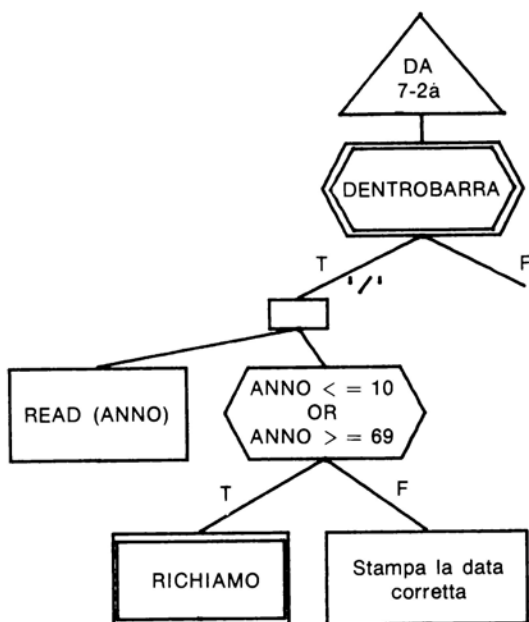 DA
7-2à
DENTROBARRA
T
'/'
F
READ (ANNO)
ANNO < = 10
OR
ANNO > = 69
T
F
RICHIAMO
Stampa la data
corretta